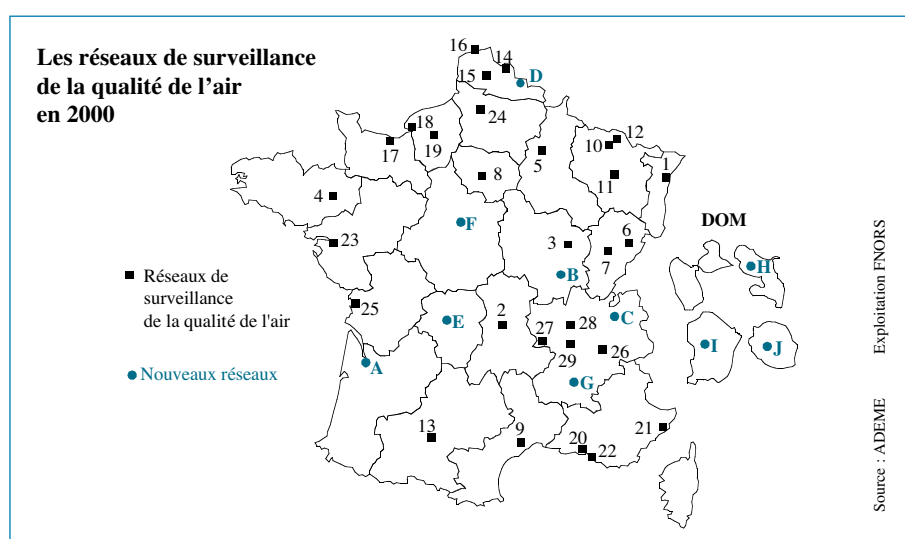 Les réseaux de surveillance
de la qualité de l'air
en 2000
16
14
15
D
24
18
17
19
12
10
5
8
11
1
4
F
DOM
23
3
6
7
B
H
Réseaux de
surveillance
de la qualité de l'air
25
E
2
27
28
C
29
26
I
J
Nouveaux réseaux
A
G
13
9
20
22
21
Exploitation FNORS
Source : ADEME